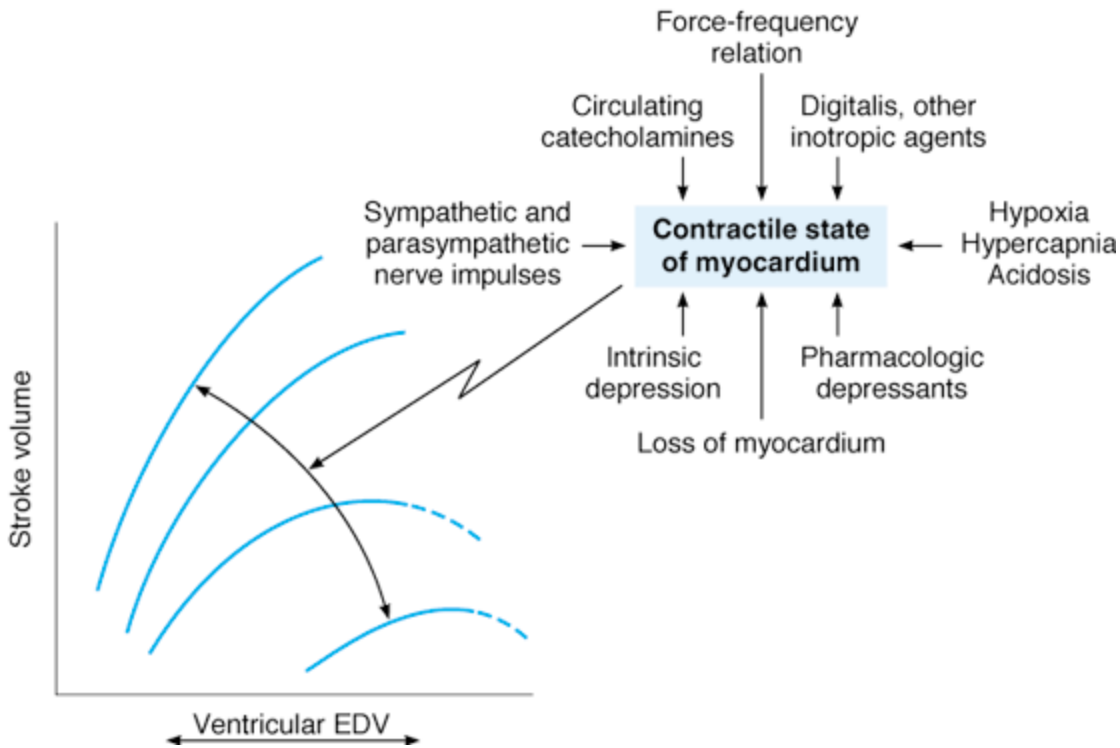 Force-frequency
relation
Circulating
catecholamines
Digitalis, other
inotropic agents
Sympathetic and
parasympathetic
nerve impulses
Contractile state
of myocardium
Hypoxia
Hypercapnia
Acidosis
Intrinsic
depression
Pharmacologic
depressants
Loss of myocardium
Stroke volume
Ventricular EDV